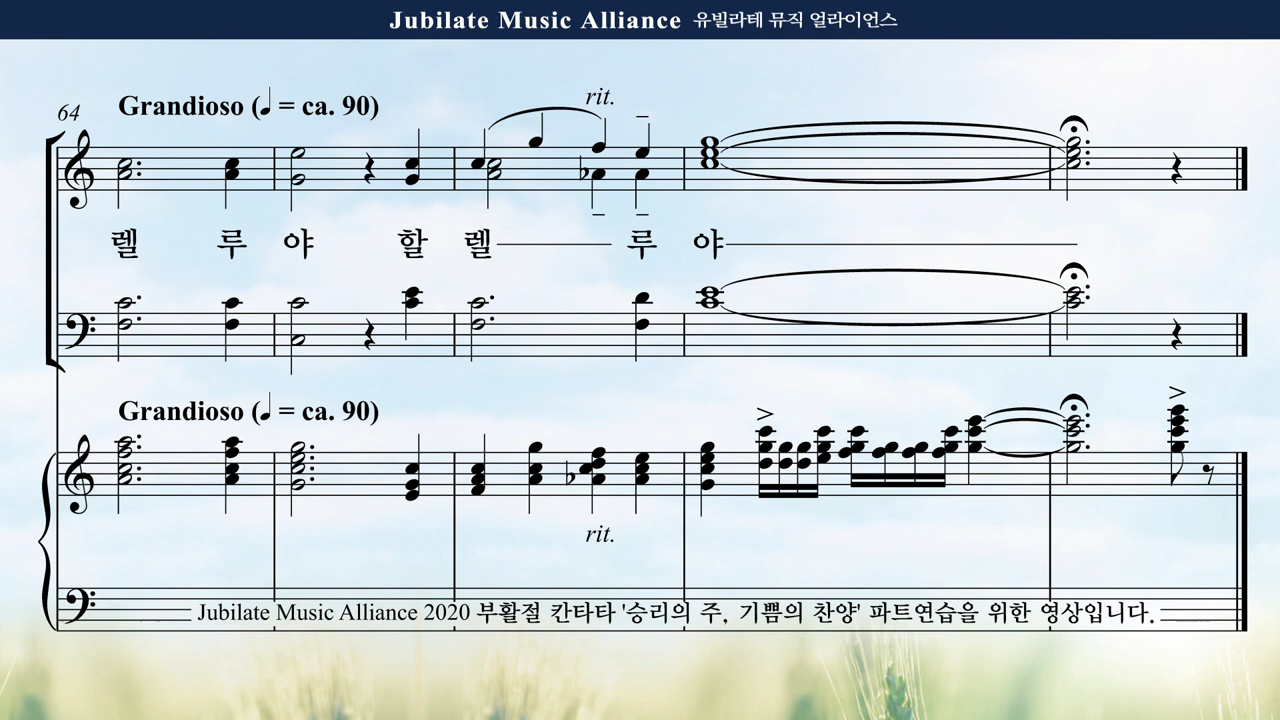 Jubilate Music Alliance 유빌라테 뮤직 얼라이언스
64
Grandioso (♩ = ca. 90)
rit.
렐 루 야 할 렐 루 야
Grandioso (♩ = ca. 90)
rit.
Jubilate Music Alliance 2020 부활절 칸타타 '승리의 주, 기쁨의 찬양' 파트연습을 위한 영상입니다.